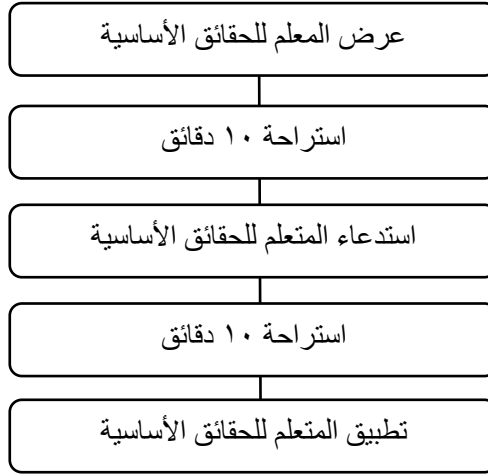 عرض المعلم للحقائق الأساسية
استراحة ١٠ دقائق
استدعاء المتعلم للحقائق الأساسية
استراحة ١٠ دقائق
تطبيق المتعلم للحقائق الأساسية